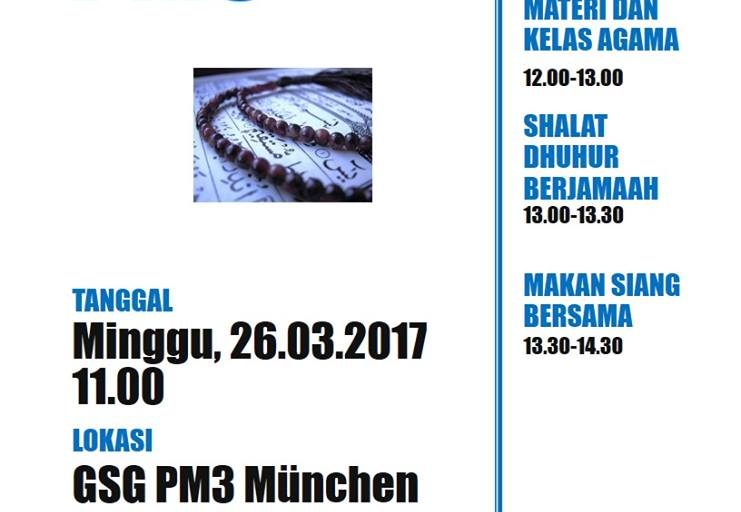 TANGGAL
Minggu, 26.03.2017
11.00
LOKASI
GSG PM3 München
MATERI DAN
KELAS AGAMA
12.00-13.00
SHALAT
DHUHUR
BERJAMAAH
13.00-13.30
MAKAN SIANG
BERSAMA
13.30-14.30